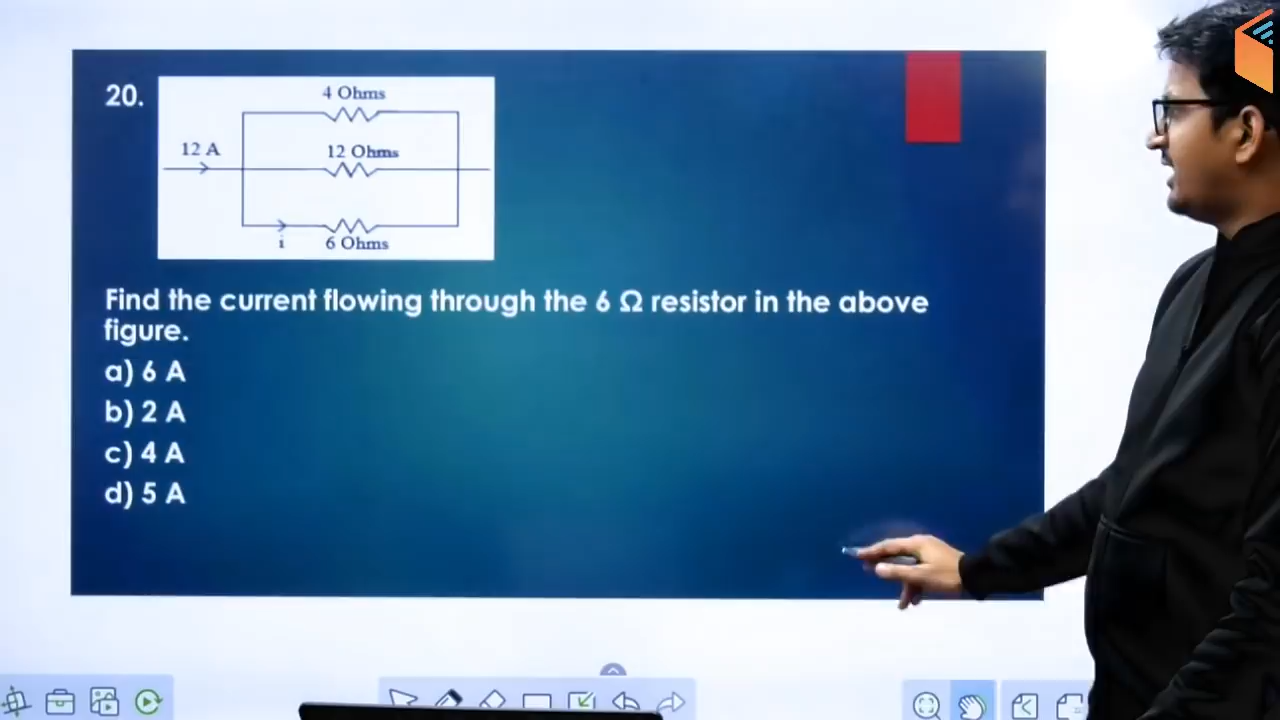 20.
4 Ohms
12 A
12 Ohms
i
6 Ohms
Find the current flowing through the 6 Ω resistor in the above
figure.
a) 6 A
b) 2 A
c) 4 A
d) 5 A